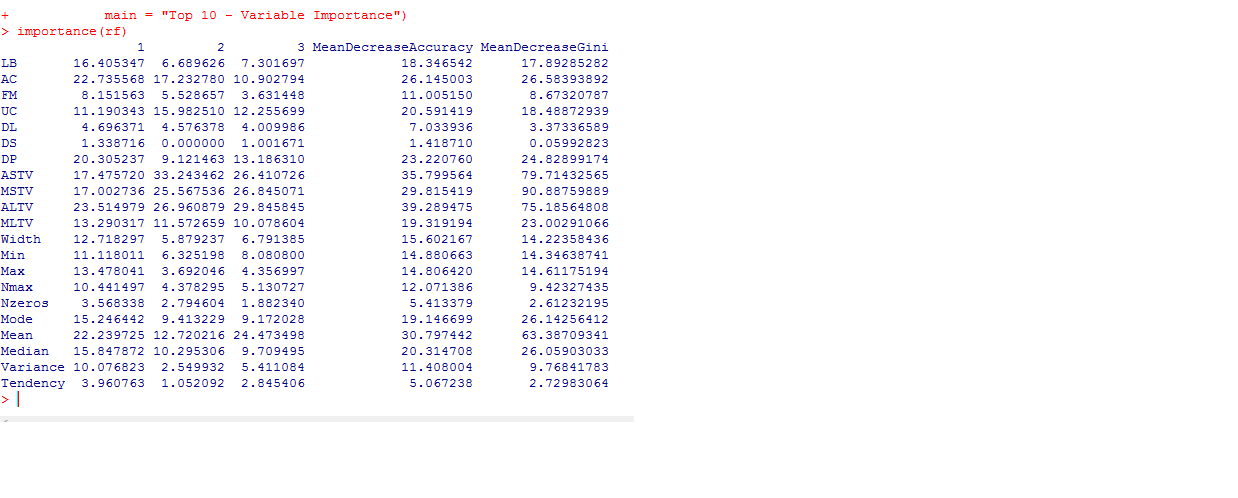 + main = "Top 10 - Variable Importance")
> importance(rf)
1 2 3 MeanDecreaseAccuracy MeanDecreaseGini
LB 16.405347 6.689626 7.301697 18.346542 17.89285282
AC 22.735568 17.232780 10.902794 26.145003 26.58393892
FM 8.151563 5.528657 3.631448 11.005150 8.67320787
UC 11.190343 15.982510 12.255699 20.591419 18.48872939
DL 4.696371 4.576378 4.009986 7.033936 3.37336589
DS 1.338716 0.000000 1.001671 1.418710 0.05992823
DP 20.305237 9.121463 13.186310 23.220760 24.82899174
ASTV 17.475720 33.243462 26.410726 35.799564 79.71432565
MSTV 17.002736 25.567536 26.845071 29.815419 90.88759889
ALTV 23.514979 26.960879 29.845845 39.289475 75.18564808
MLTV 13.290317 11.572659 10.078604 19.319194 23.00291066
Width 12.718297 5.879237 6.791385 15.602167 14.22358436
Min 11.118011 6.325198 8.080800 14.880663 14.34638741
Max 13.478041 3.692046 4.356997 14.806420 14.61175194
Nmax 10.441497 4.378295 5.130727 12.071386 9.42327435
Nzeros 3.568338 2.794604 1.882340 5.413379 2.61232195
Mode 15.246442 9.413229 9.172028 19.146699 26.14256412
Mean 22.239725 12.720216 24.473498 30.797442 63.38709341
Median 15.847872 10.295306 9.709495 20.314708 26.05903033
Variance 10.076823 2.549932 5.411084 11.408004 9.76841783
Tendency 3.960763 1.052092 2.845406 5.067238 2.72983064
>